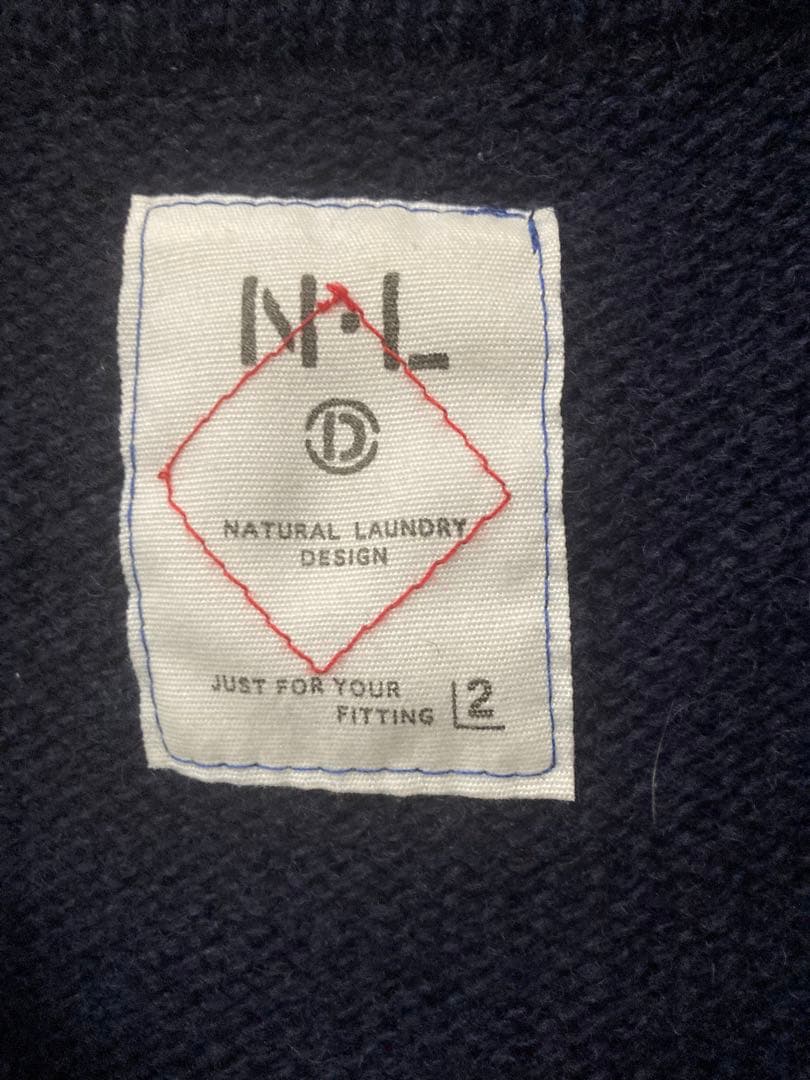 N·L
D
NATURAL LAUNDRY
DESIGN
JUST FOR YOUR
FITTING 2